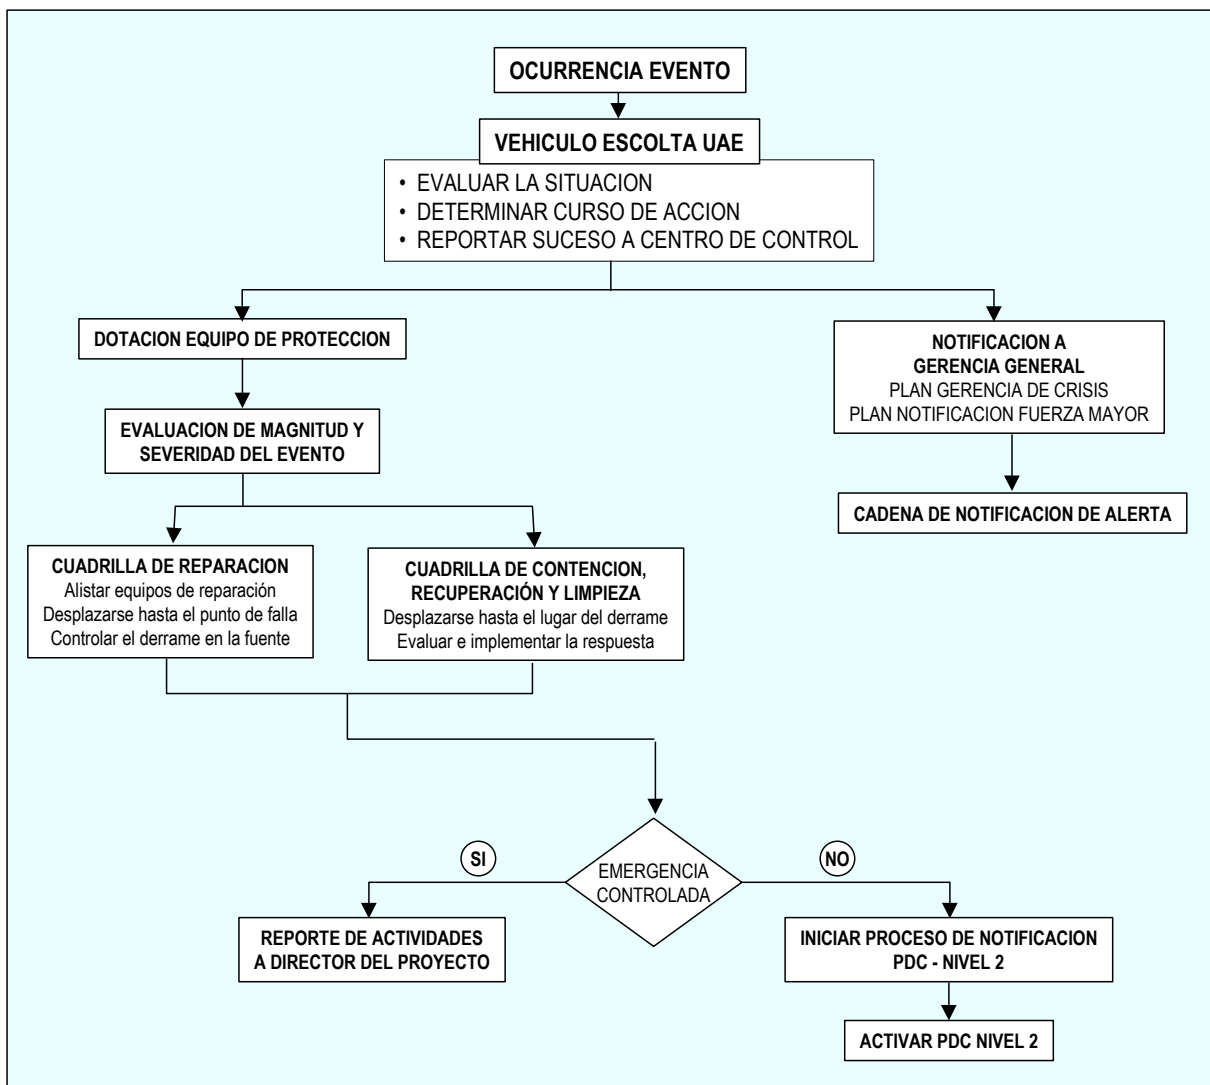 OCURRENCIA EVENTO
VEHICULO ESCOLTA UAE
• EVALUAR LA SITUACION
• DETERMINAR CURSO DE ACCION
• REPORTAR SUCESO A CENTRO DE CONTROL
DOTACION EQUIPO DE PROTECCION
NOTIFICACION A
GERENCIA GENERAL
PLAN GERENCIA DE CRISIS
PLAN NOTIFICACION FUERZA MAYOR
EVALUACION DE MAGNITUD Y
SEVERIDAD DEL EVENTO
CADENA DE NOTIFICACION DE ALERTA
CUADRILLA DE REPARACION
Alistar equipos de reparación
Desplazarse hasta el punto de falla
Controlar el derrame en la fuente
CUADRILLA DE CONTENCION,
RECUPERACIÓN Y LIMPIEZA
Desplazarse hasta el lugar del derrame
Evaluar e implementar la respuesta
SI
NO
EMERGENCIA
CONTROLADA
REPORTE DE ACTIVIDADES
A DIRECTOR DEL PROYECTO
INICIAR PROCESO DE NOTIFICACION
PDC - NIVEL 2
ACTIVAR PDC NIVEL 2